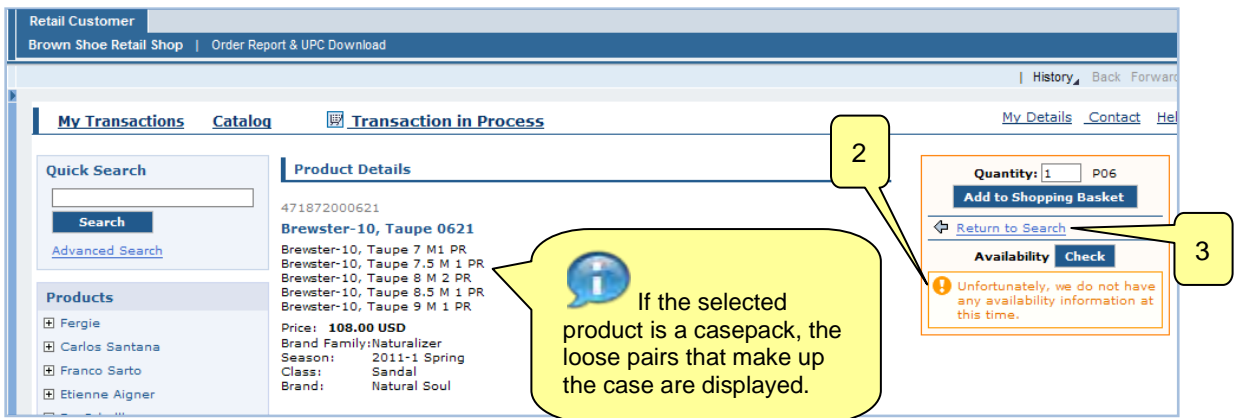 Retail Customer
Brown Shoe Retail Shop | Order Report & UPC Download
| History Back Forward
My Transactions Catalog Transaction in Process
My Details Contact
2
Quick Search
Search
Advanced Search
Products
Fergie
Carlos Santana
Franco Sarto
Etienne Aigner
Product Details
471872000621
Brewster-10, Taupe 0621
Brewster-10, Taupe 7 M1 PR
Brewster-10, Taupe 7.5 M 1 PR
Brewster-10, Taupe 8 M 2 PR
Brewster-10, Taupe 8.5 M 1 PR
Brewster-10, Taupe 9 M 1 PR
Price: 108.00 USD
Brand Family:Naturalizer
Season: 2011-1 Spring
Class: Sandal
Brand: Natural Soul
If the selected
product is a casepack, the
loose pairs that make up
the case are displayed.
Quantity: 1 P06
Add to Shopping Basket
Return to Search
3
Availability Check
Unfortunately, we do not have
any availability information at
this time.